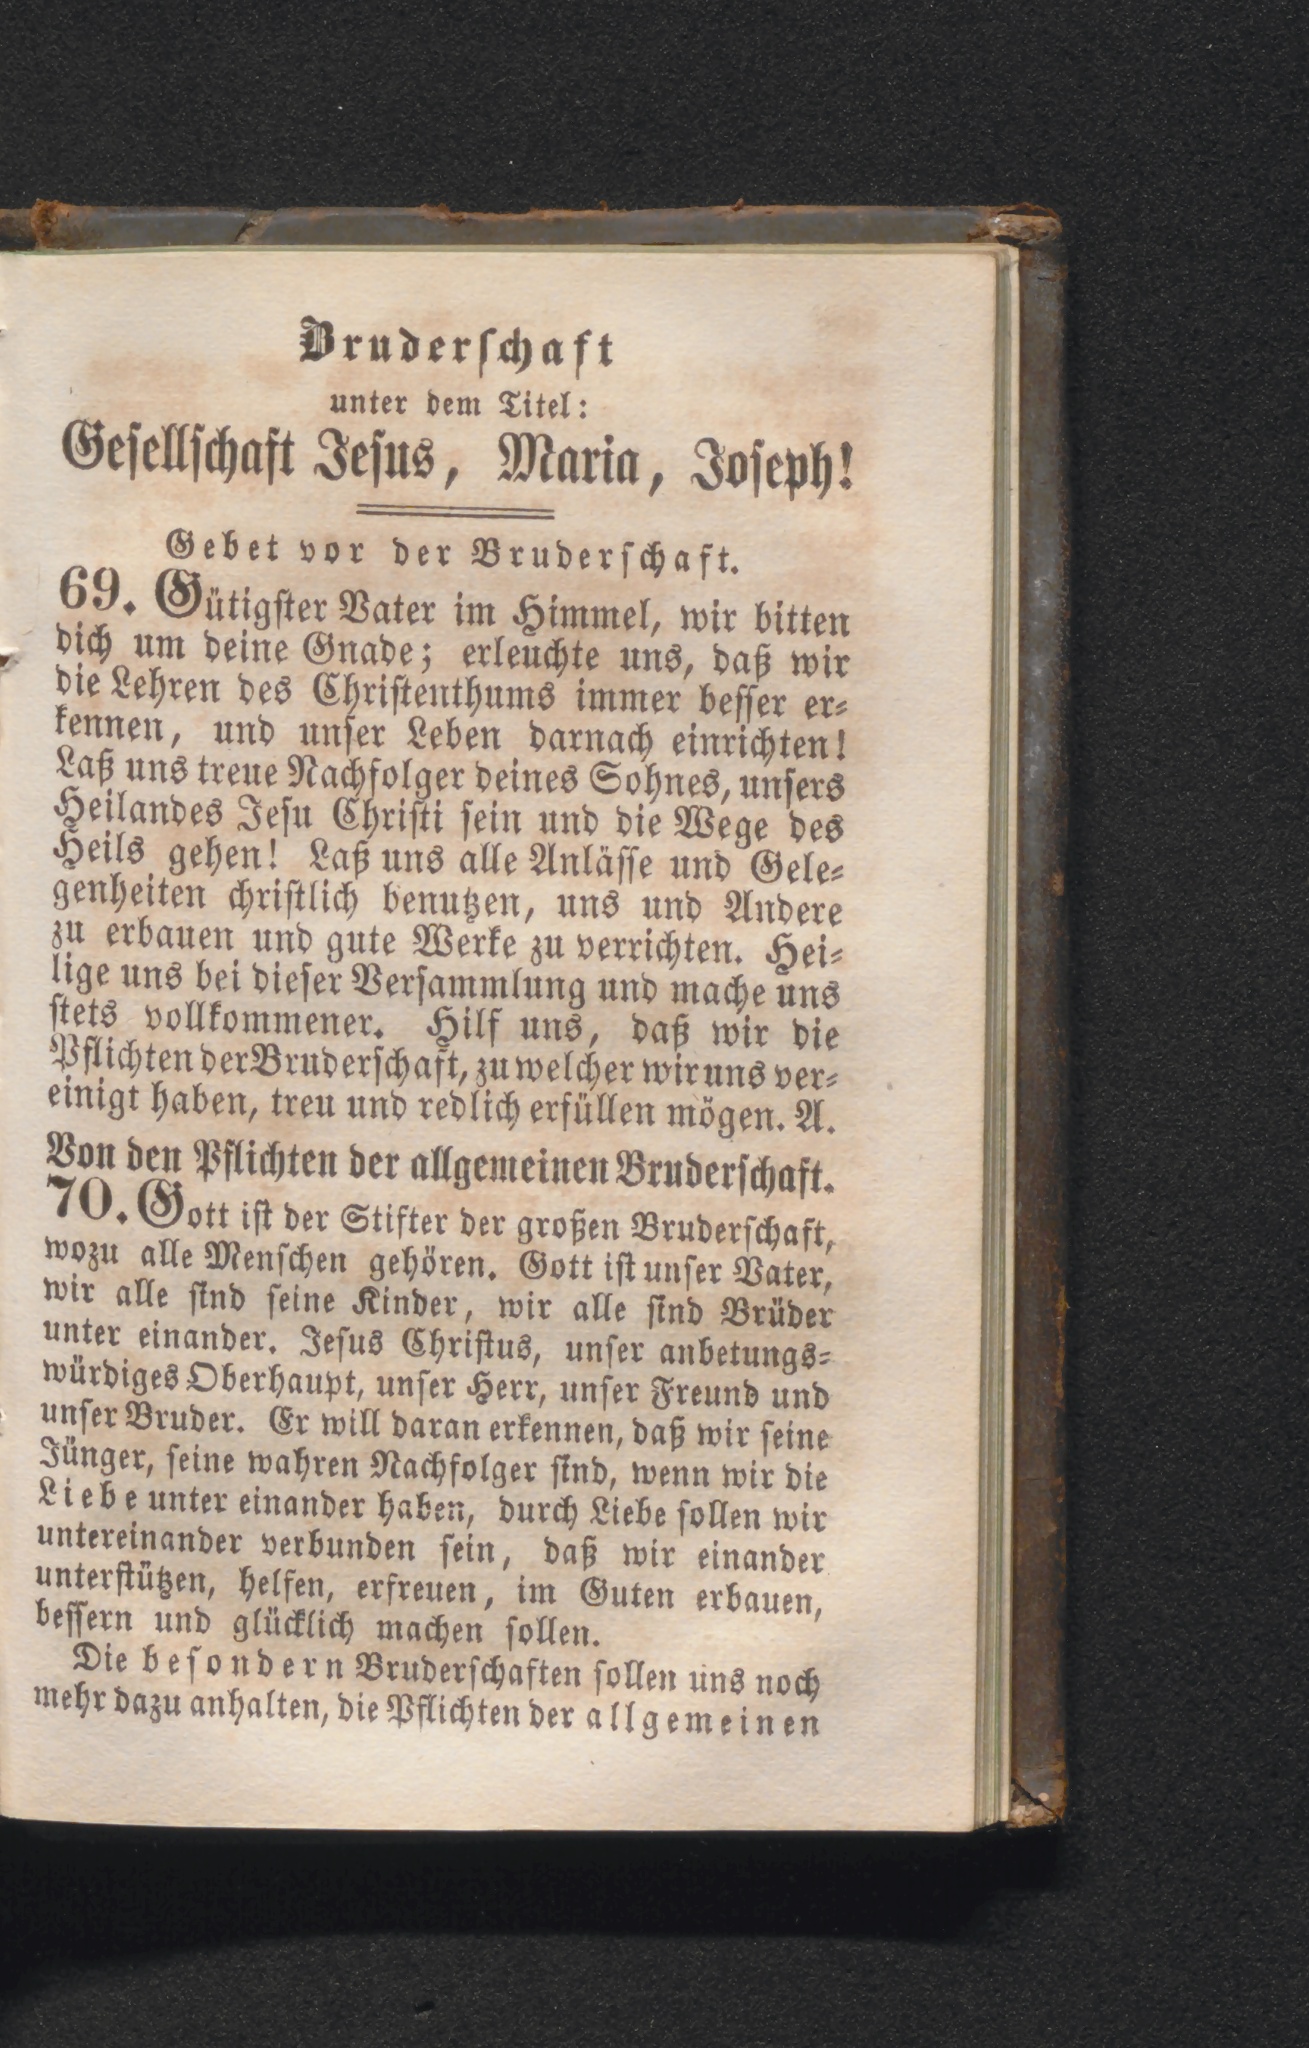 Bruderschaft
unter dem Titel:
Gesellschaft Jesus, Maria, Joseph!
Gebet vor der Bruderschaft.
69. Gütigster Vater im Himmel, wir bitten
dich um deine Gnade; erleuchte uns, daß wir
die Lehren des Christenthums immer besser er-
kennen, und unser Leben darnach einrichten!
Laß uns treue Nachfolger deines Sohnes, unsers
Heilandes Jesu Christi sein und die Wege des
Heils gehen! Laß uns alle Anlässe und Gele-
genheiten christlich benutzen, uns und Andere
zu erbauen und gute Werke zu verrichten. Hei-
lige uns bei dieser Versammlung und mache uns
stets vollkommener. Hilf uns, daß wir die
Pflichten der Bruderschaft, zu welcher wir uns ver-
einigt haben, treu und redlich erfüllen mögen. A.
Von den Pflichten der allgemeinen Bruderschaft.
70. Gott ist der Stifter der großen Bruderschaft,
wozu alle Menschen gehören. Gott ist unser Vater,
wir alle sind seine Kinder, wir alle sind Brüder
unter einander. Jesus Christus, unser anbetungs-
würdiges Oberhaupt, unser Herr, unser Freund und
unser Bruder. Er will daran erkennen, daß wir seine
Jünger, seine wahren Nachfolger sind, wenn wir die
Liebe unter einander haben, durch Liebe sollen wir
untereinander verbunden sein, daß wir einander
unterstützen, helfen, erfreuen, im Guten erbauen,
bessern und glücklich machen sollen.
Die besondern Bruderschaften sollen uns noch
mehr dazu anhalten, die Pflichten der allgemeinen